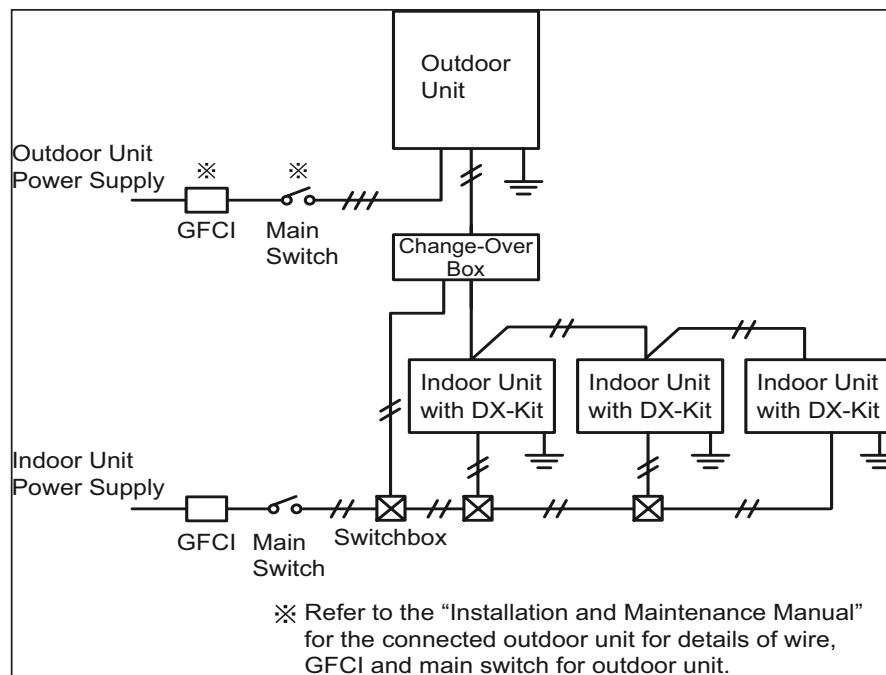 Outdoor
Unit
Outdoor Unit
Power Supply
※
※
GFCI
Main
Switch
Change-Over
Box
Indoor Unit
with DX-Kit
Indoor Unit
with DX-Kit
Indoor Unit
with DX-Kit
Indoor Unit
Power Supply
GFCI
Main
Switch
Switchbox
※ Refer to the “Installation and Maintenance Manual”
for the connected outdoor unit for details of wire,
GFCI and main switch for outdoor unit.